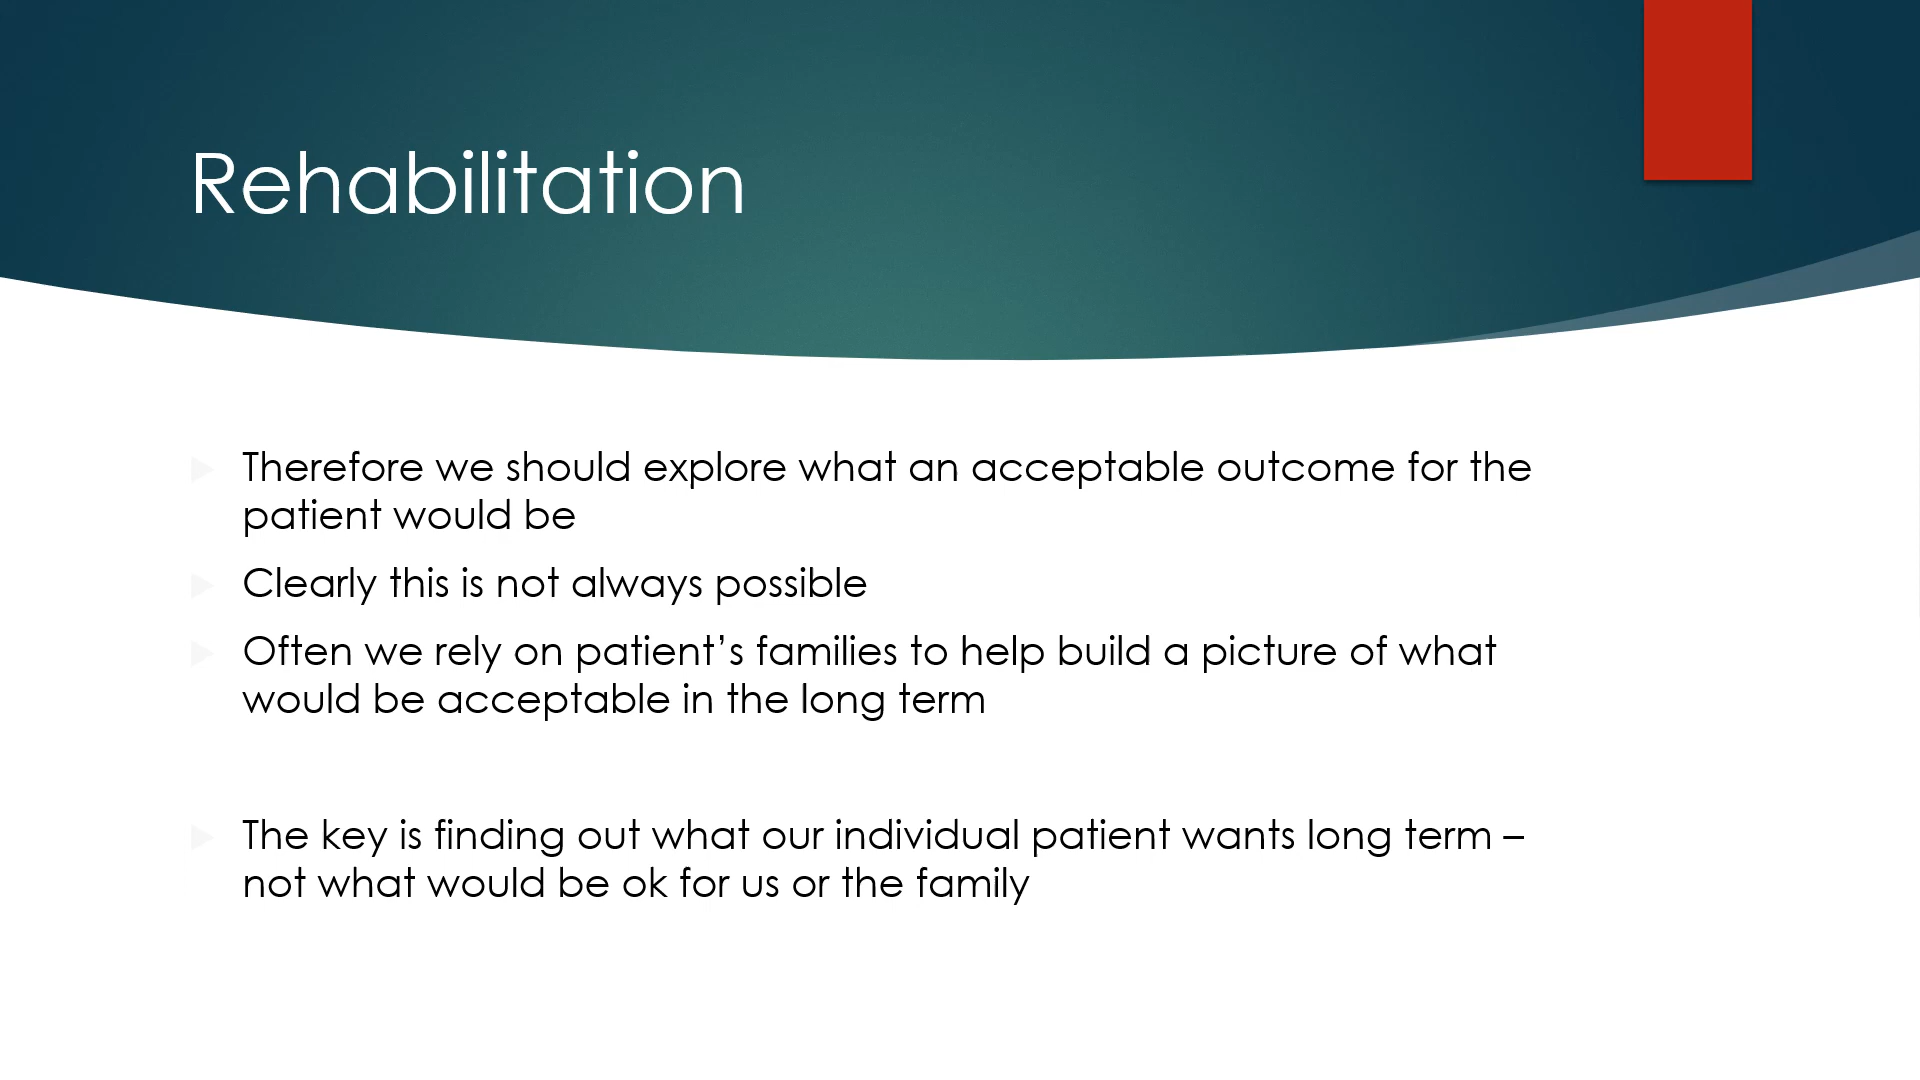 Rehabilitation
Therefore we should explore what an acceptable outcome for the
patient would be
Clearly this is not always possible
Often we rely on patient’s families to help build a picture of what
would be acceptable in the long term
The key is finding out what our individual patient wants long term –
not what would be ok for us or the family